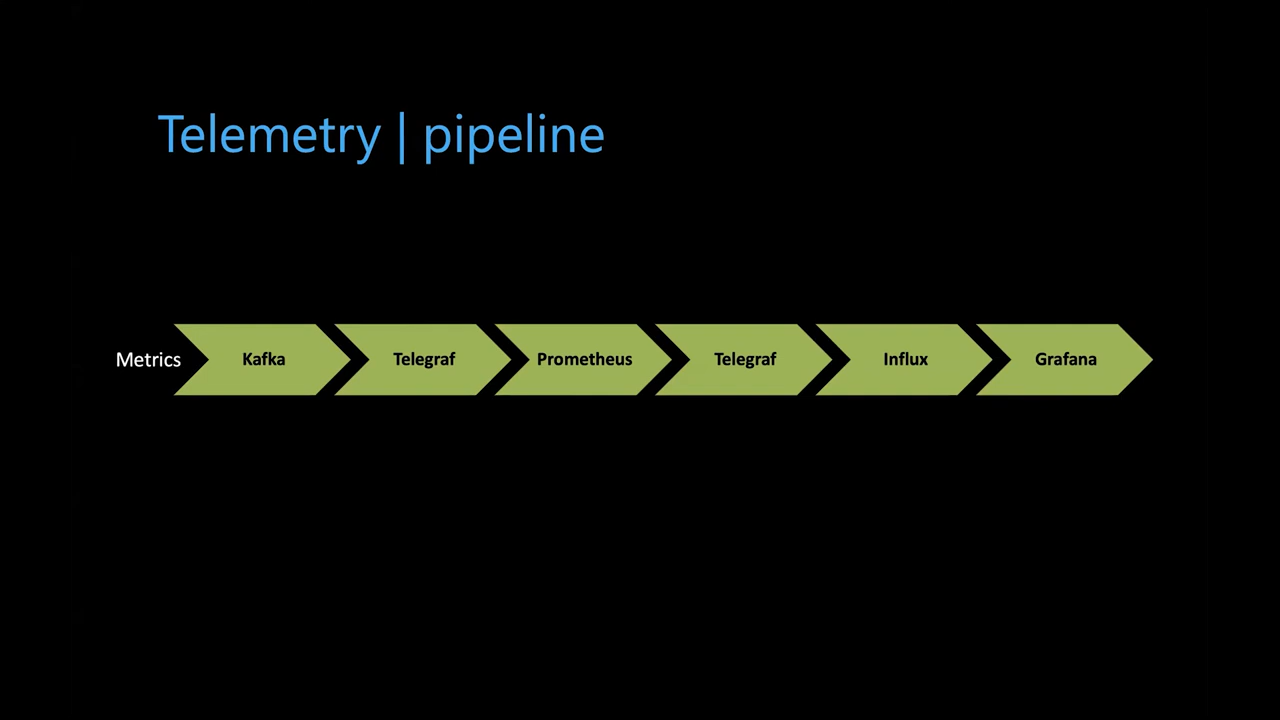 Telemetry | pipeline
Metrics Kafka Telegraf Prometheus Telegraf Influx Grafana